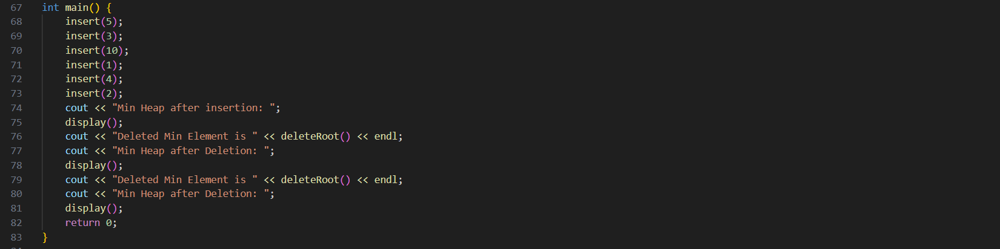 67 int main() {
68 insert(5);
69 insert(3);
70 insert(10);
71 insert(1);
72 insert(4);
73 insert(2);
74 cout << "Min Heap after insertion: ";
75 display();
76 cout << "Deleted Min Element is " << deleteRoot() << endl;
77 cout << "Min Heap after Deletion: ";
78 display();
79 cout << "Deleted Min Element is " << deleteRoot() << endl;
80 cout << "Min Heap after Deletion: ";
81 display();
82 return 0;
83 }